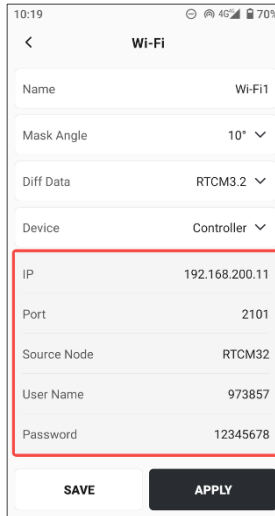 10:19 4G 70%
Wi-Fi
Name Wi-Fi1
Mask Angle 10°
Diff Data RTCM3.2
Device Controller
IP 192.168.200.11
Port 2101
Source Node RTCM32
User Name 973857
Password 12345678
SAVE APPLY